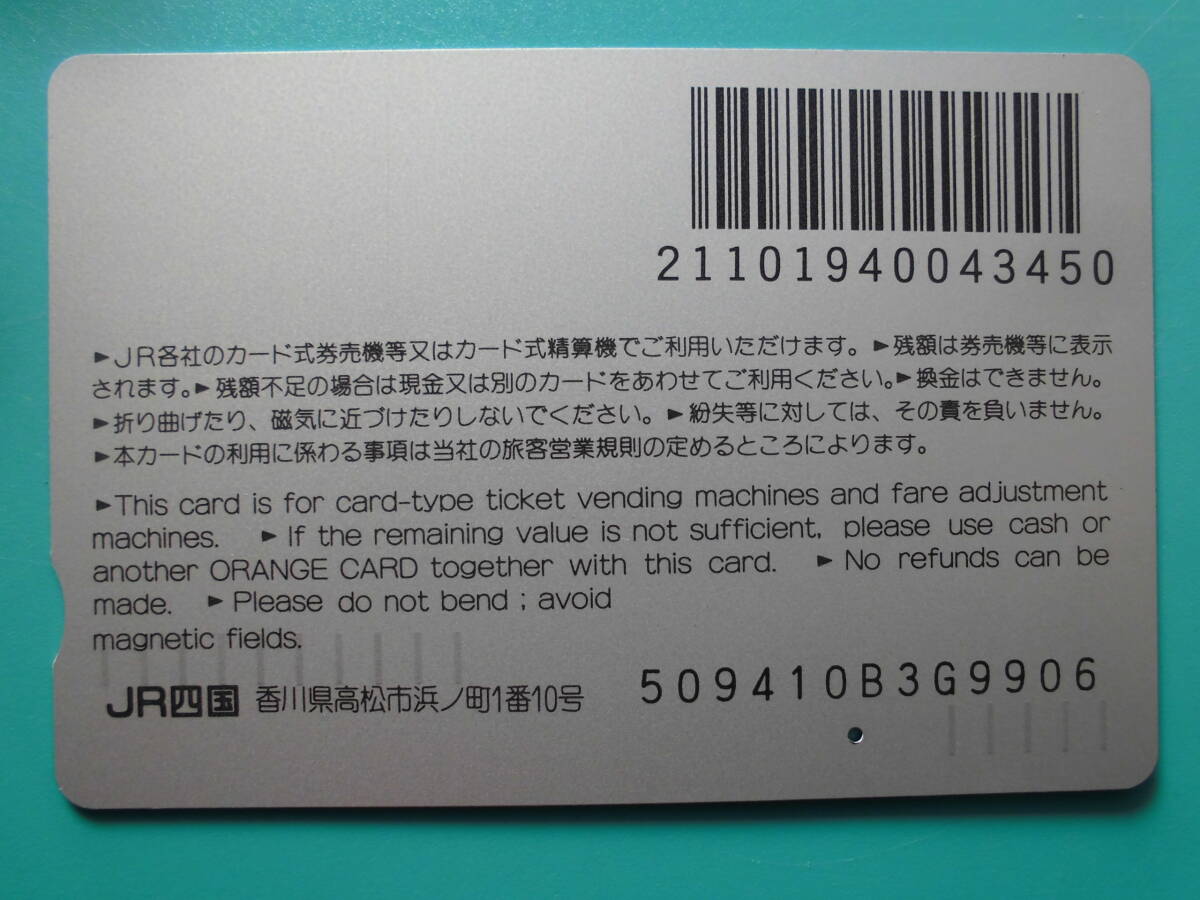 21101940043450
►JR各社のカード式券売機等又はカード式精算機でご利用いただけます。►残額は券売機等に表示
されます。►残額不足の場合は現金又は別のカードをあわせてご利用ください。►換金はできません。
►折り曲げたり、磁気に近づけたりしないでください。►紛失等に対しては、その責を負いません。
►本カードの利用に係わる事項は当社の旅客営業規則の定めるところによります。
►This card is for card-type ticket vending machines and fare adjustment
machines. ►If the remaining value is not sufficient, please use cash or
another ORANGE CARD together with this card. ►No refunds can be
made. ►Please do not bend ; avoid
magnetic fields.
JR四国 香川県高松市浜ノ町1番10号
509410B3G9906